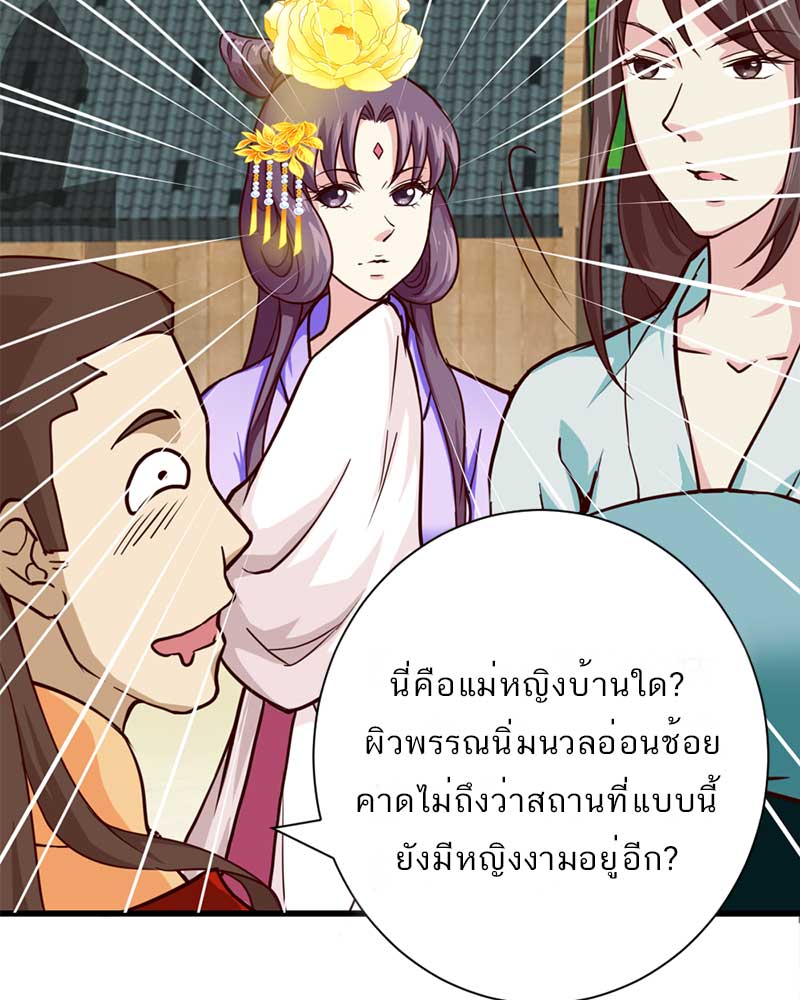 นี่คือแม่หญิงบ้านใด?
ผิวพรรณนิ่มนวลอ่อนช้อย
คาดไม่ถึงว่าสถานที่แบบนี้
ยังมีหญิงงามอยู่อีก?